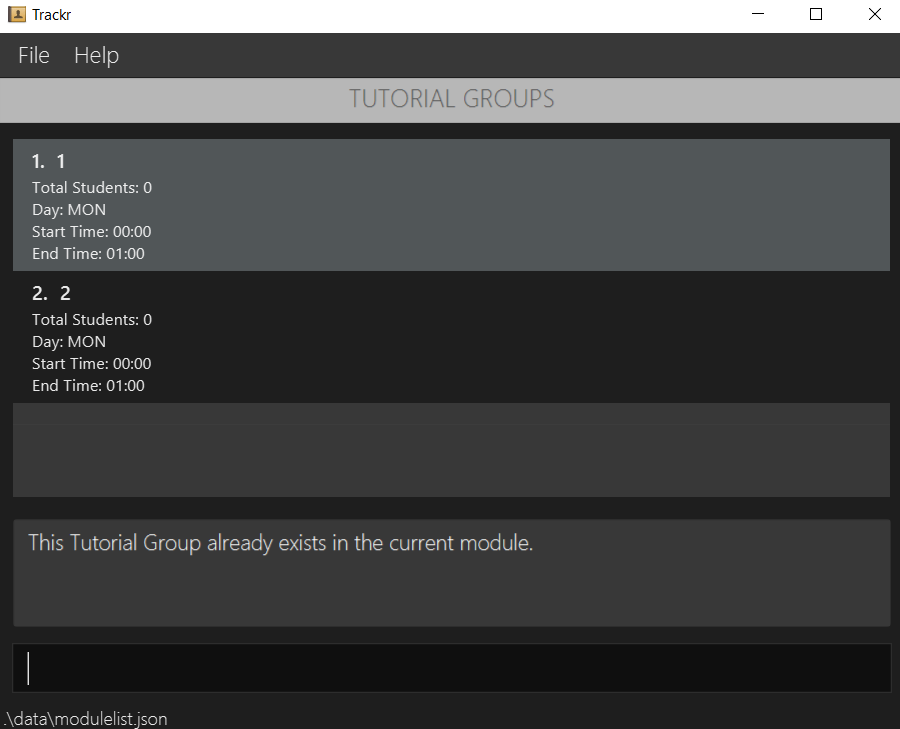 Trackr
File Help
TUTORIAL GROUPS
1. 1
Total Students: 0
Day: MON
Start Time: 00:00
End Time: 01:00
2. 2
Total Students: 0
Day: MON
Start Time: 00:00
End Time: 01:00
This Tutorial Group already exists in the current module.
.\data\modulelist.json